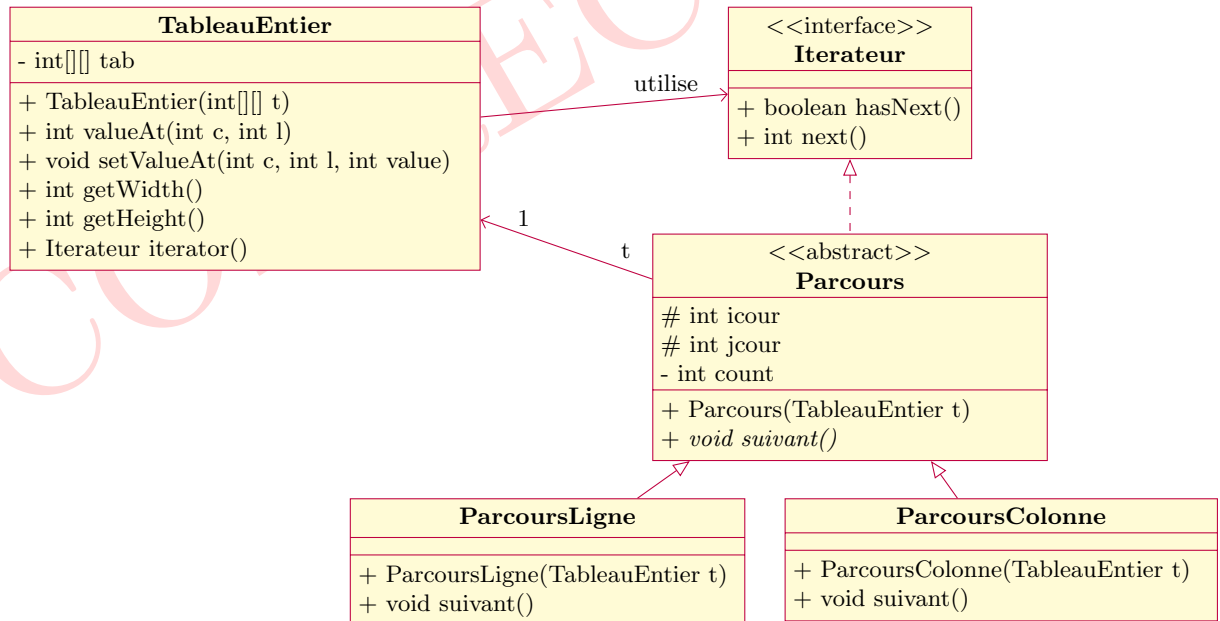 TableauEntier
- int[][] tab
+ TableauEntier(int[][] t)
+ int valueAt(int c, int l)
+ void setValueAt(int c, int l, int value)
+ int getWidth()
+ int getHeight()
+ Iterateur iterator()
utilise
<<interface>>
Iterateur
+ boolean hasNext()
+ int next()
1
t
<<abstract>>
Parcours
# int icour
# int jcour
- int count
+ Parcours(TableauEntier t)
+ void suivant()
ParcoursLigne
+ ParcoursLigne(TableauEntier t)
+ void suivant()
ParcoursColonne
+ ParcoursColonne(TableauEntier t)
+ void suivant()